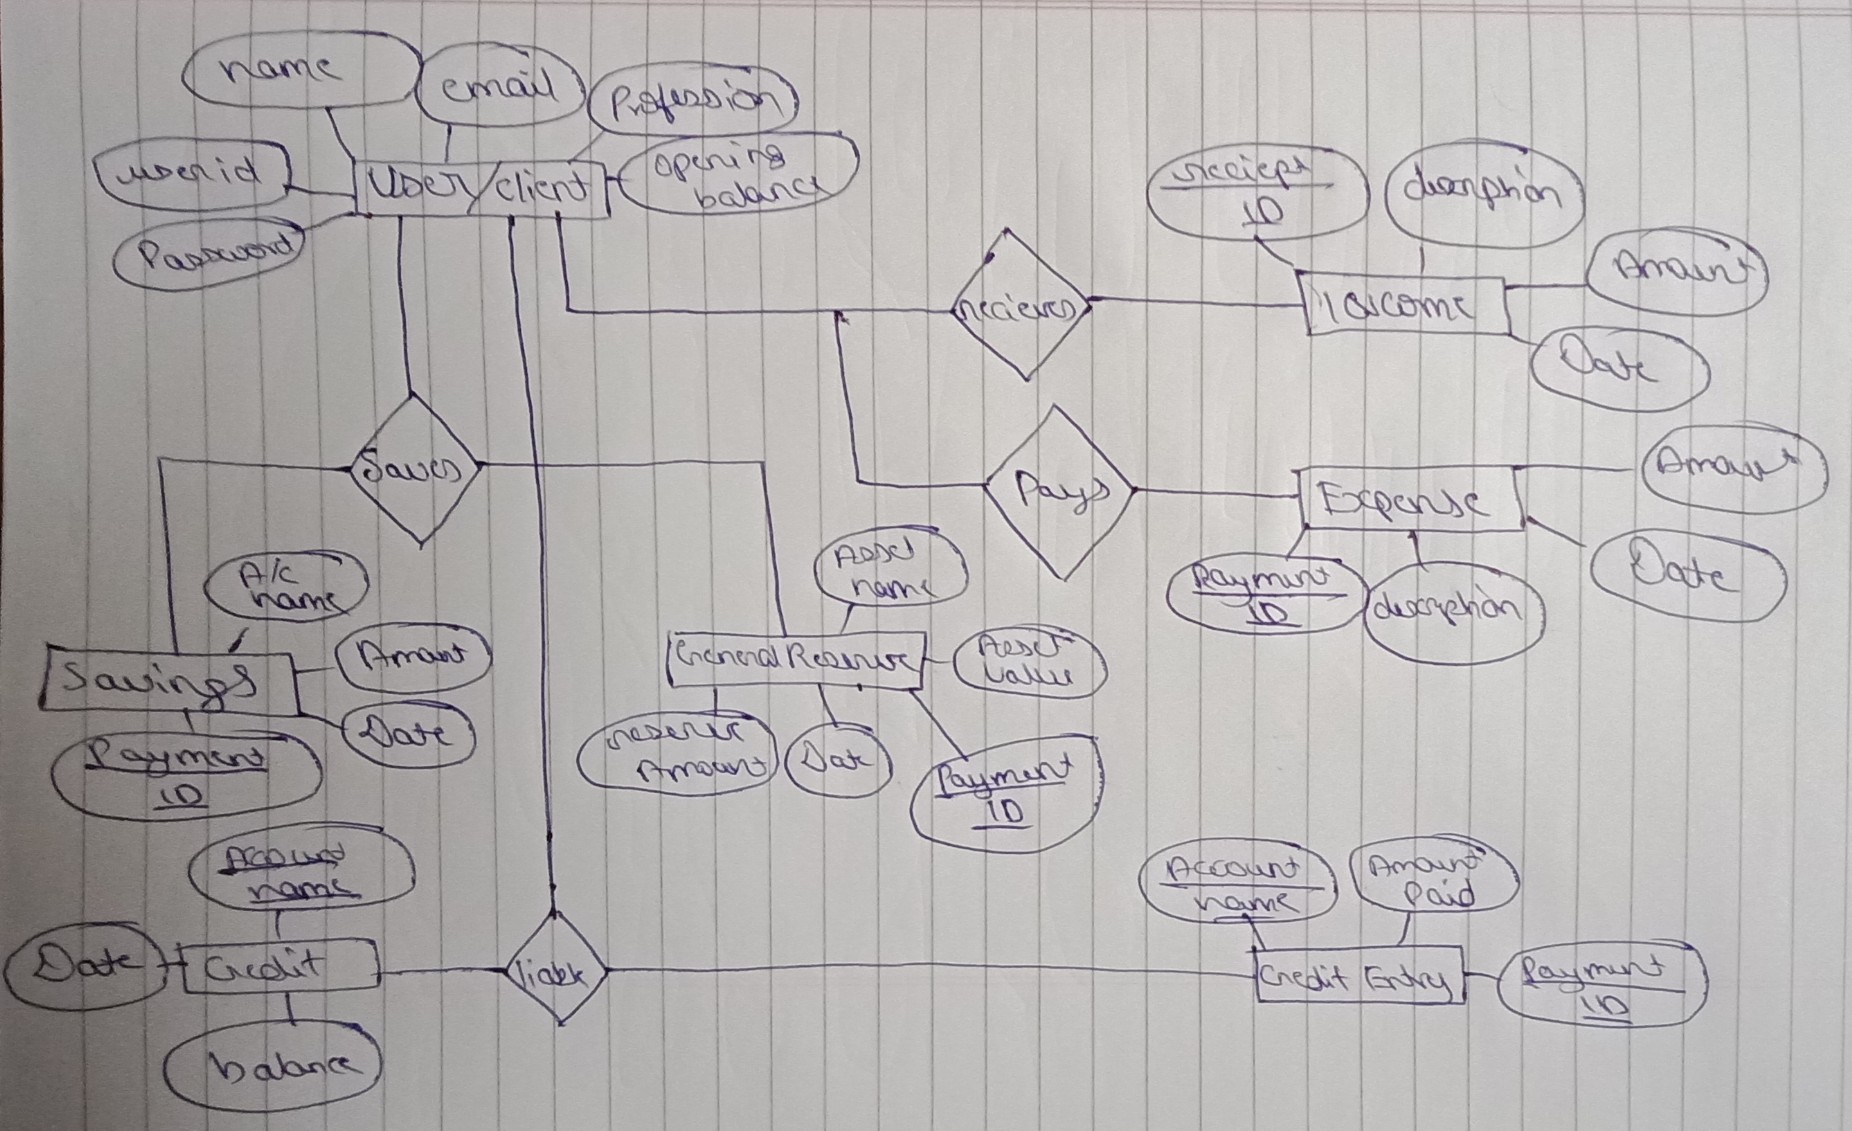 name
email
Profession
userid
User/client
opening
balance
Password
reciept
ID
description
Amount
recieves
Income
Date
Saves
Pays
Expense
Amount
Date
Payment
ID
description
A/c
name
Asset
name
Savings
Amount
Date
General Reserve
Asset
Value
reserve
Amount
Date
Payment
ID
Payment
ID
Account
name
Account
name
Amount
Paid
Date
Credit
liable
Credit Entry
Payment
ID
balance